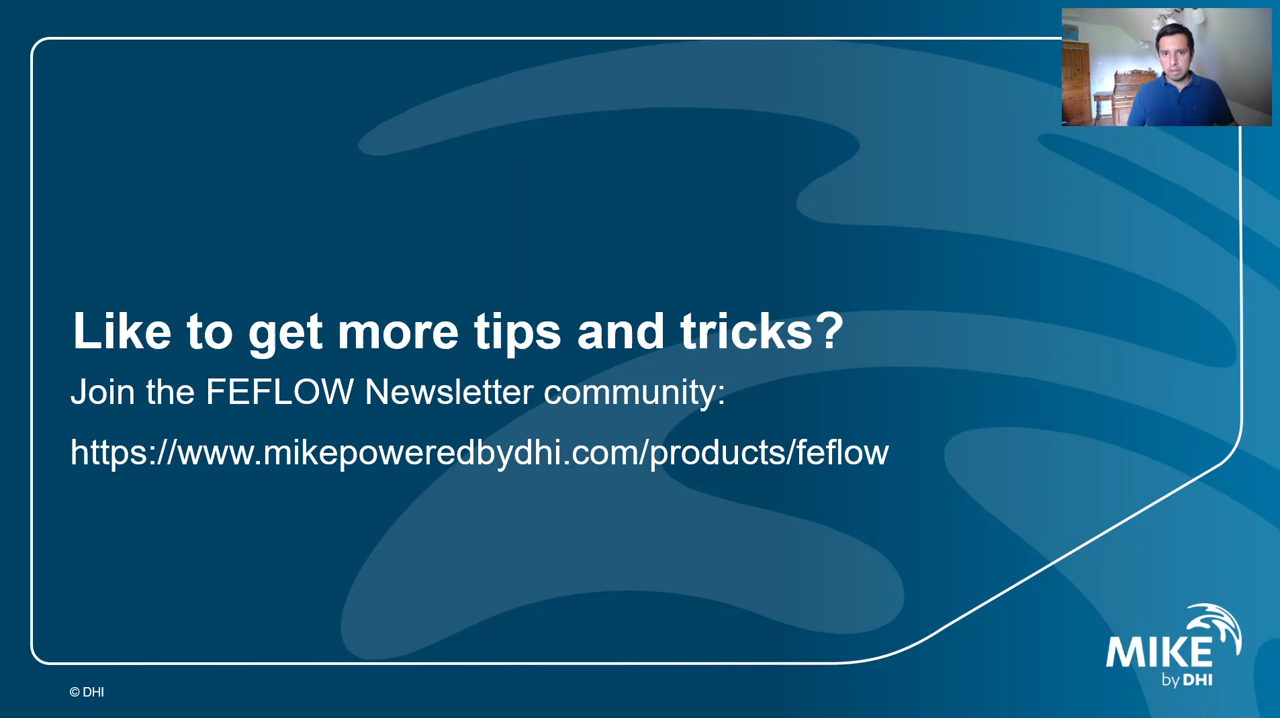 Like to get more tips and tricks?
Join the FEFLOW Newsletter community:
https://www.mikepoweredbydhi.com/products/feflow
MIKE
by DHI
© DHI